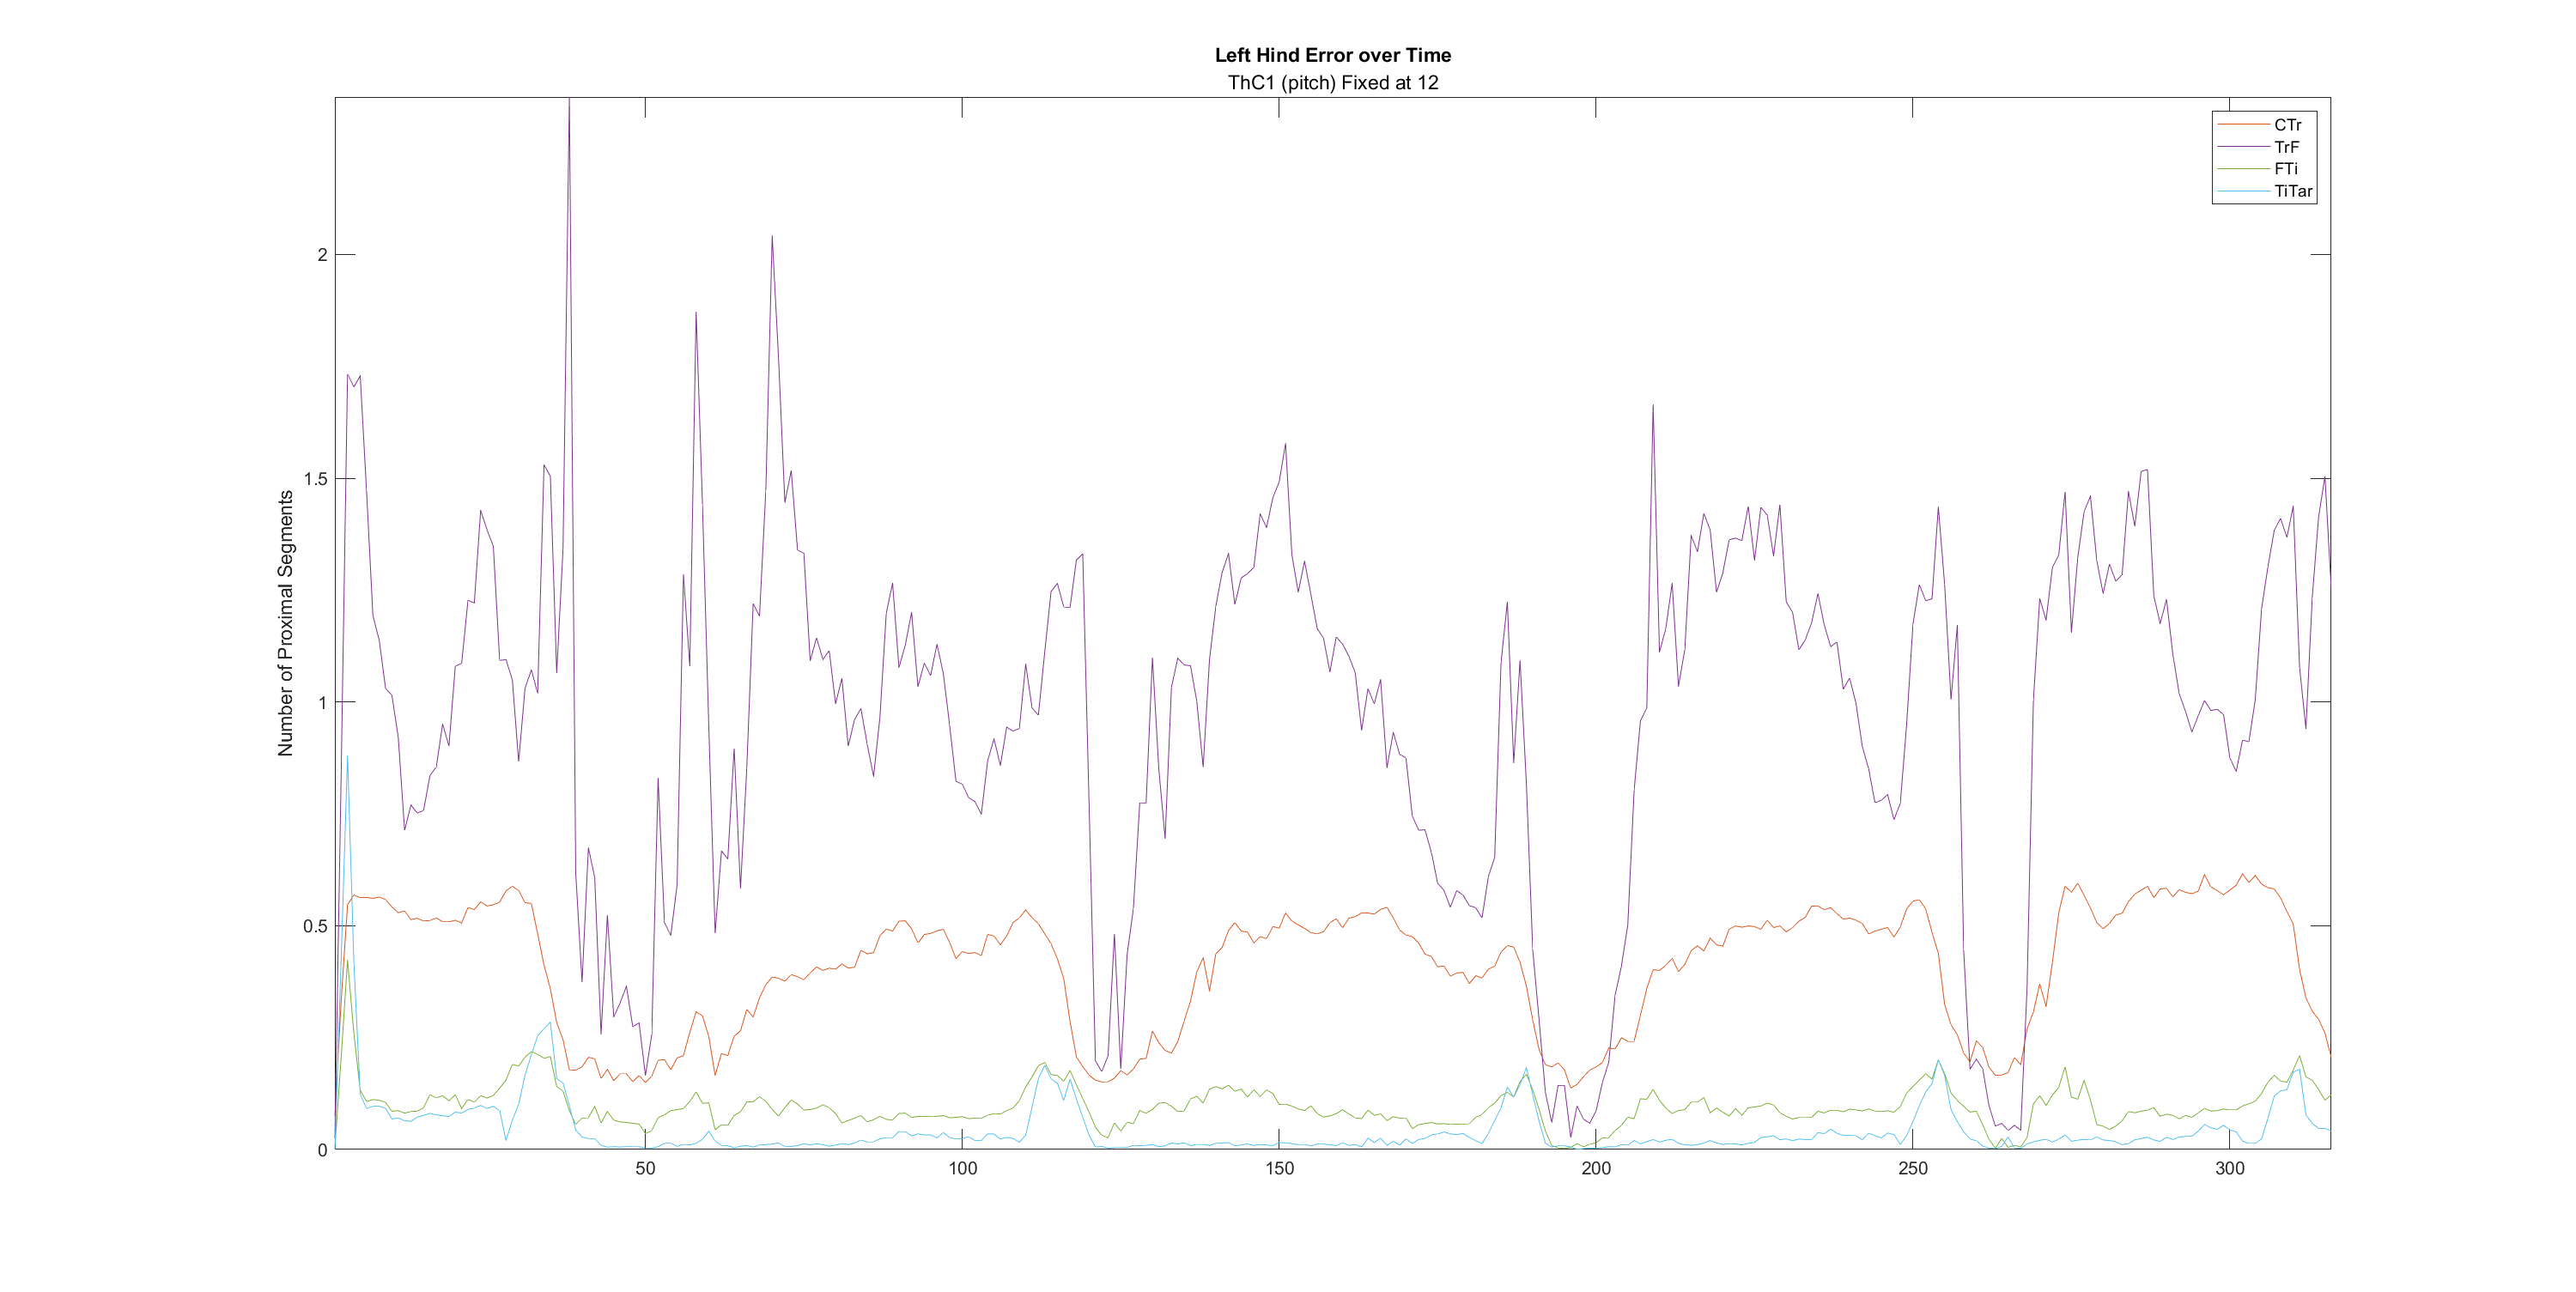 Left Hind Error over Time
ThC1 (pitch) Fixed at 12
CTr
TrF
FTi
TiTar
Number of Proximal Segments
2
1.5
1
0.5
0
50
100
150
200
250
300